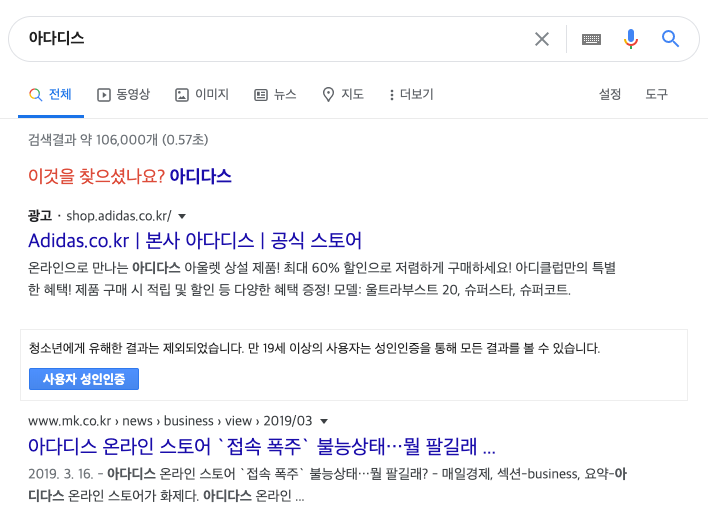 아다디스
전체 동영상 이미지 뉴스 지도 더보기 설정 도구
검색결과 약 106,000개 (0.57초)
이것을 찾으셨나요? 아디다스
광고 · shop.adidas.co.kr/
Adidas.co.kr | 본사 아다디스 | 공식 스토어
온라인으로 만나는 아디다스 아울렛 상설 제품! 최대 60% 할인으로 저렴하게 구매하세요! 아디클럽만의 특별
한 혜택! 제품 구매 시 적립 및 할인 등 다양한 혜택 증정! 모델: 울트라부스트 20, 슈퍼스타, 슈퍼코트.
청소년에게 유해한 결과는 제외되었습니다. 만 19세 이상의 사용자는 성인인증을 통해 모든 결과를 볼 수 있습니다.
사용자 성인인증
www.mk.co.kr › news › business › view › 2019/03
아다디스 온라인 스토어 `접속 폭주` 불능상태…뭘 팔길래 ...
2019. 3. 16. - 아다디스 온라인 스토어 `접속 폭주` 불능상태…뭘 팔길래? - 매일경제, 섹션-business, 요약-아
디다스 온라인 스토어가 화제다. 아디다스 온라인 ...